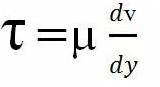 τ = μ dv/dy